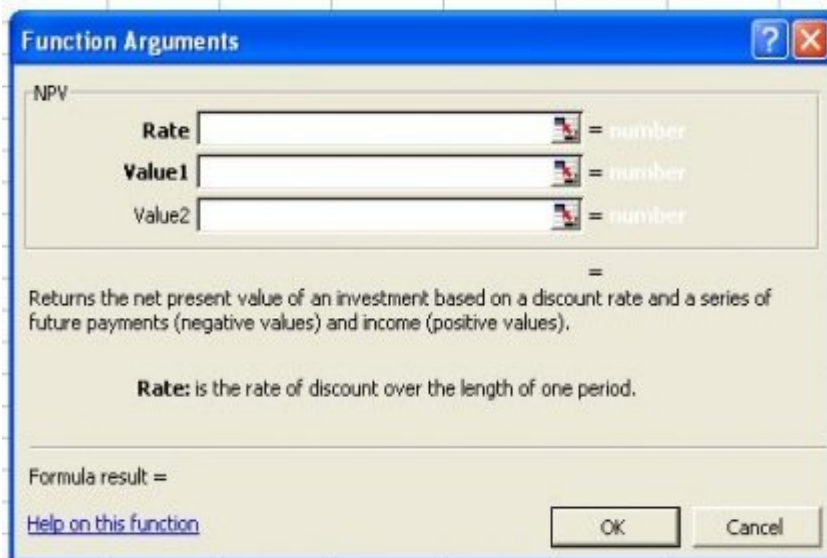 Function Arguments
NPV
Rate = number
Value1 = number
Value2 = number
=
Returns the net present value of an investment based on a discount rate and a series of
future payments (negative values) and income (positive values).
Rate: is the rate of discount over the length of one period.
Formula result =
Help on this function
OK Cancel